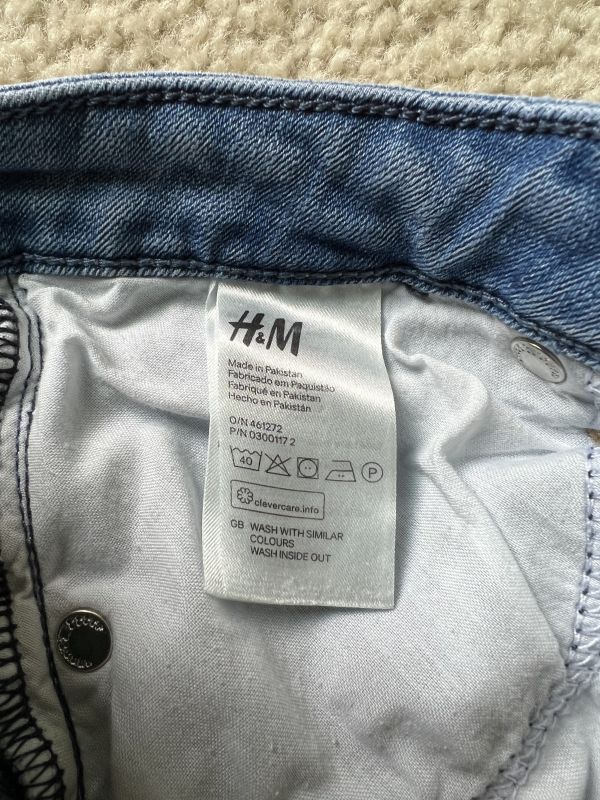 H&M
Made in Pakistan
Fabricado em Paquistão
Fabriqué en Pakistan
Hecho en Pakistán
O/N 461272
P/N 0300117 2
40 P
clevercare.info
GB WASH WITH SIMILAR
COLOURS
WASH INSIDE OUT